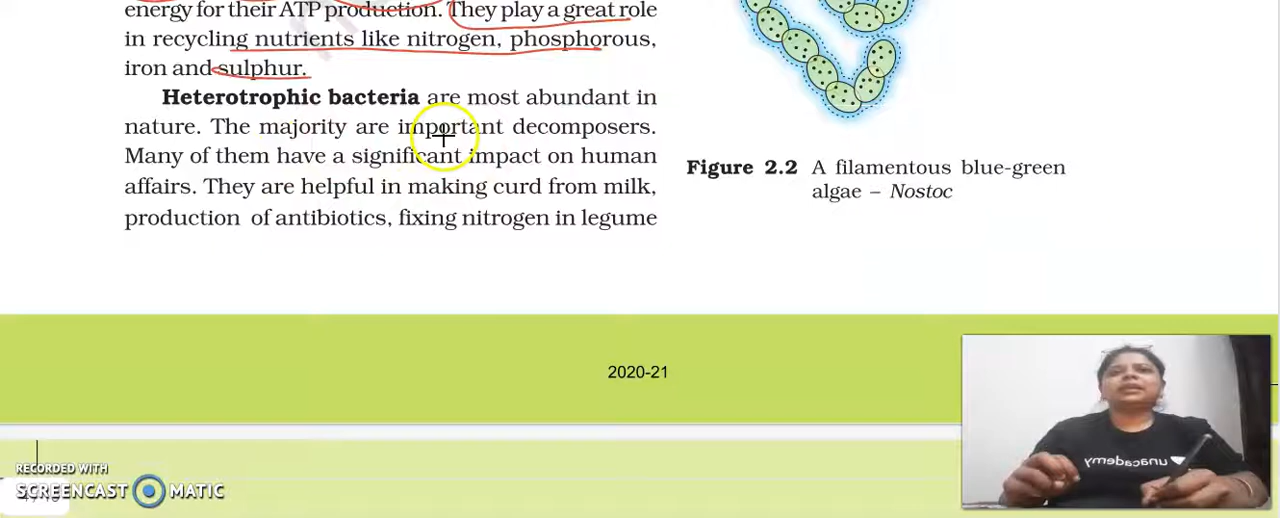 energy for their ATP production. They play a great role
in recycling nutrients like nitrogen, phosphorous,
iron and sulphur.
Heterotrophic bacteria are most abundant in
nature. The majority are important decomposers.
Many of them have a significant impact on human
affairs. They are helpful in making curd from milk,
production of antibiotics, fixing nitrogen in legume
Figure 2.2 A filamentous blue-green
algae – Nostoc
2020-21
RECORDED WITH
SCREENCAST MATIC
unacademy